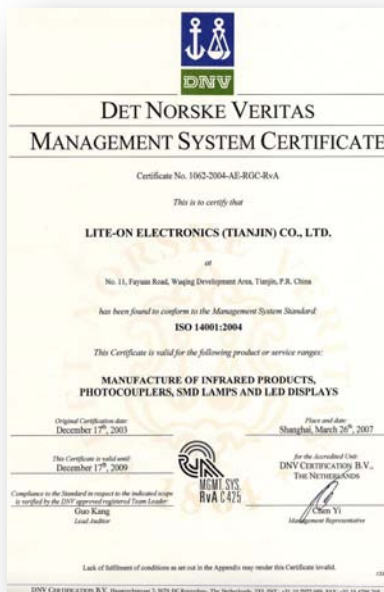 DNV
DET NORSKE VERITAS
MANAGEMENT SYSTEM CERTIFICATE
Certificate No. 1062-2004-AE-RGC-RvA
This is to certify that
LITE-ON ELECTRONICS (TIANJIN) CO., LTD.
at
No. 11, Fuyuan Road, Wuqing Development Area, Tianjin, P.R. China
has been found to conform to the Management System Standard:
ISO 14001:2004
This Certificate is valid for the following product or service ranges:
MANUFACTURE OF INFRARED PRODUCTS,
PHOTOCOUPLERS, SMD LAMPS AND LED DISPLAYS
Original Certification date:
December 17th, 2003
Place and date:
Shanghai, March 26th, 2007
This Certificate is valid until:
December 17th, 2009
for the Accredited Unit:
DNV CERTIFICATION B.V.,
THE NETHERLANDS
RvA
MGMT. SYS.
RvA C 425
Compliance to the Standard in respect to the indicated scope
is verified by the DNV approved registered Team Leader:
Guo Kang
Lead Auditor
Chen Yi
Management Representative
Lack of fulfilment of conditions as set out in the Appendix may render this Certificate invalid.
DNV CERTIFICATION B.V.